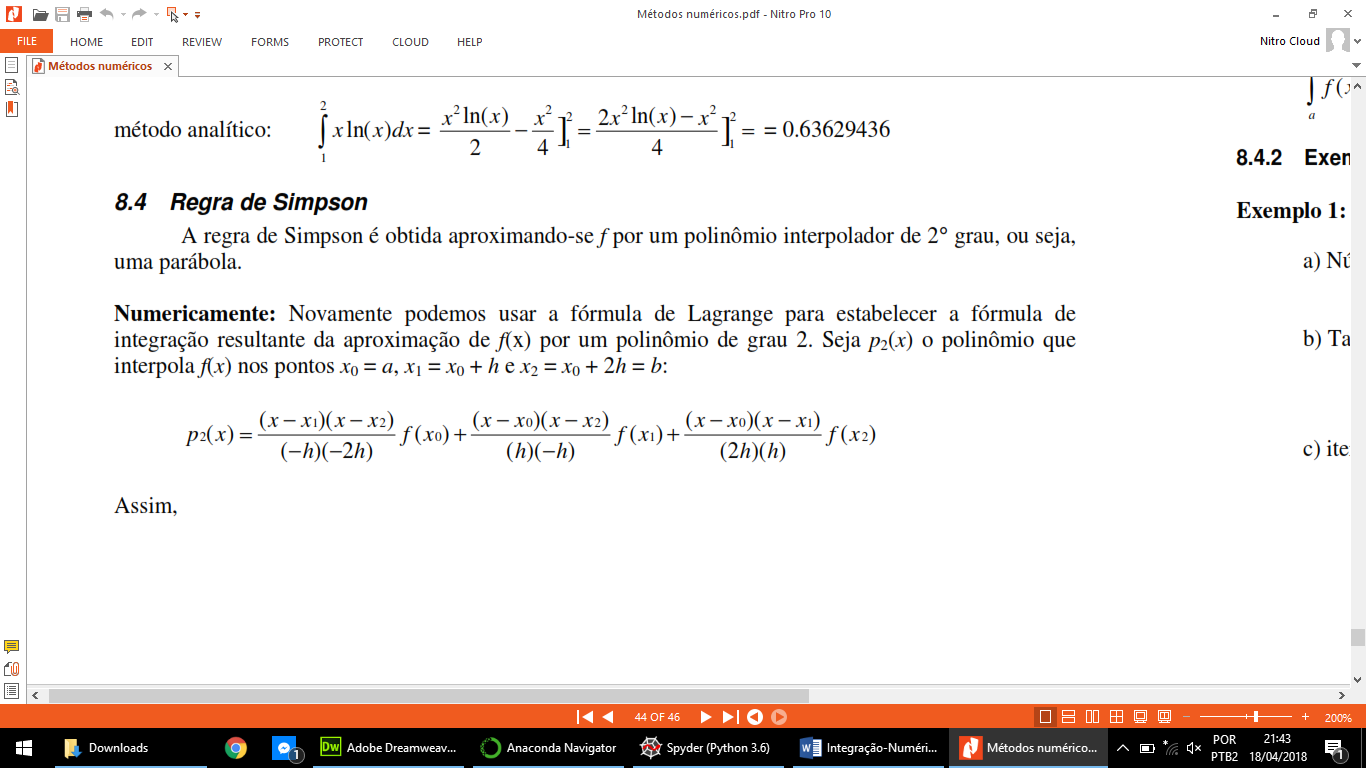 Métodos numéricos.pdf - Nitro Pro 10
FILE HOME EDIT REVIEW FORMS PROTECT CLOUD HELP Nitro Cloud
Métodos numéricos ×
método analítico: ∫₁² x ln(x)dx = x² ln(x)/2 − x²/4 ]₁² = (2x² ln(x) − x²)/4 ]₁² = = 0.63629436
8.4 Regra de Simpson
A regra de Simpson é obtida aproximando-se f por um polinômio interpolador de 2° grau, ou seja,
uma parábola.
Numericamente: Novamente podemos usar a fórmula de Lagrange para estabelecer a fórmula de
integração resultante da aproximação de f(x) por um polinômio de grau 2. Seja p₂(x) o polinômio que
interpola f(x) nos pontos x₀ = a, x₁ = x₀ + h e x₂ = x₀ + 2h = b:
p₂(x) = (x − x₁)(x − x₂)/(−h)(−2h) f(x₀) + (x − x₀)(x − x₂)/(h)(−h) f(x₁) + (x − x₀)(x − x₁)/(2h)(h) f(x₂)
Assim,
∫ₐ f(x
8.4.2 Exen
Exemplo 1:
a) Nú
b) Ta
c) ite
44 OF 46
200%
Downloads
1
Adobe Dreamweav...
Anaconda Navigator
Spyder (Python 3.6)
Integração-Numéri...
Métodos numérico...
POR
PTB2
21:43
18/04/2018
1